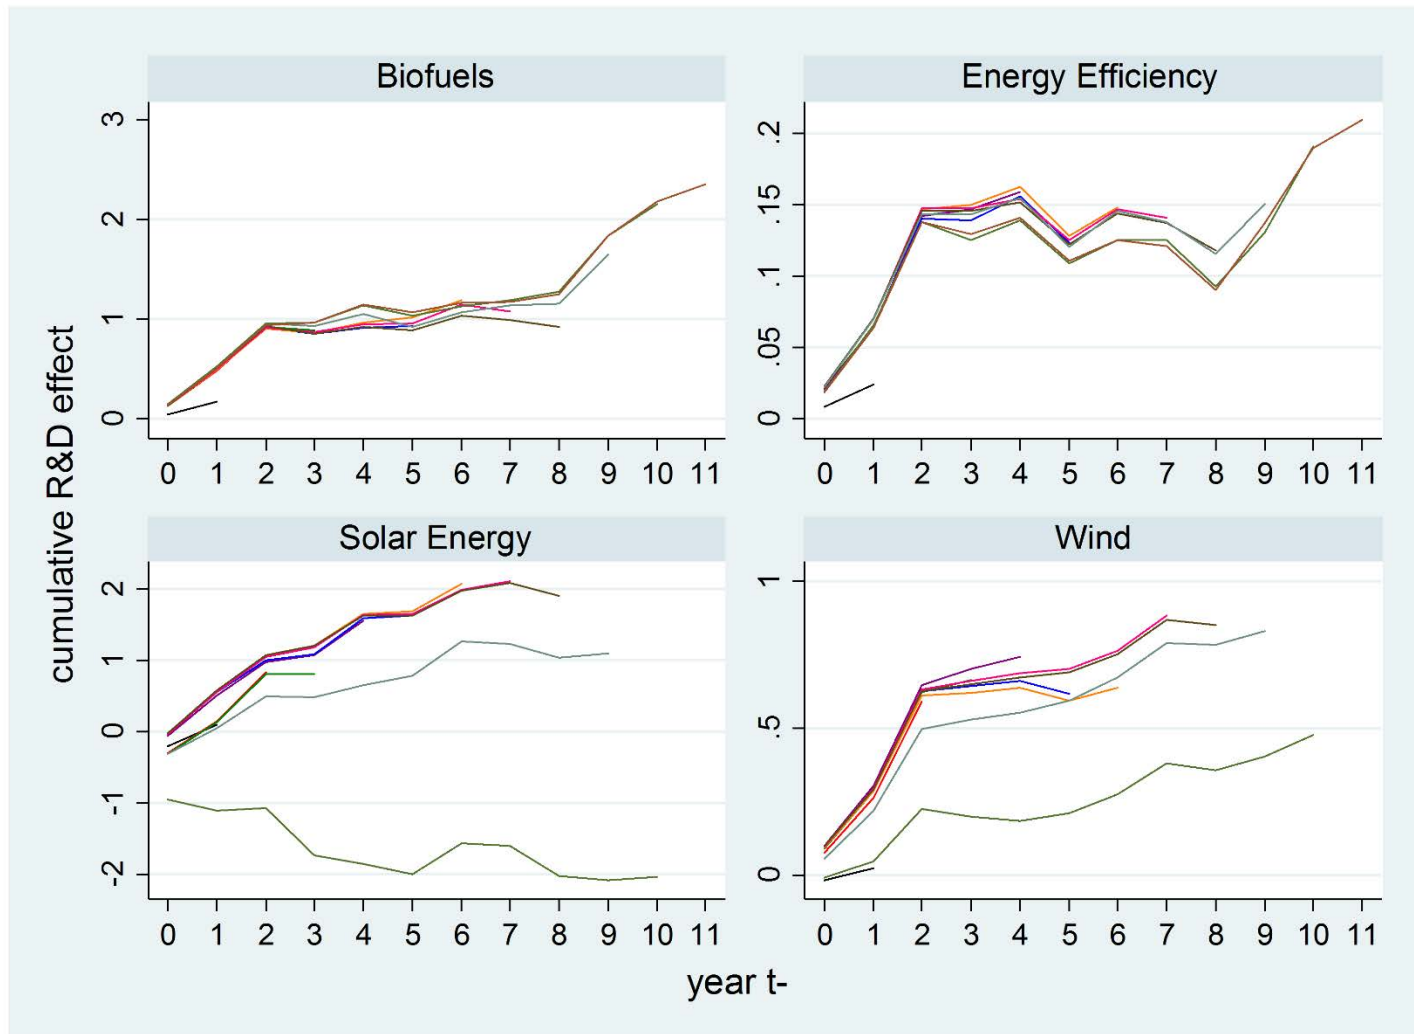 Biofuels
Energy Efficiency
3
2
1
0
.2
.15
.1
.05
0
0 1 2 3 4 5 6 7 8 9 10 11
0 1 2 3 4 5 6 7 8 9 10 11
Solar Energy
Wind
2
1
0
-1
-2
1
.5
0
0 1 2 3 4 5 6 7 8 9 10 11
0 1 2 3 4 5 6 7 8 9 10 11
cumulative R&D effect
year t-